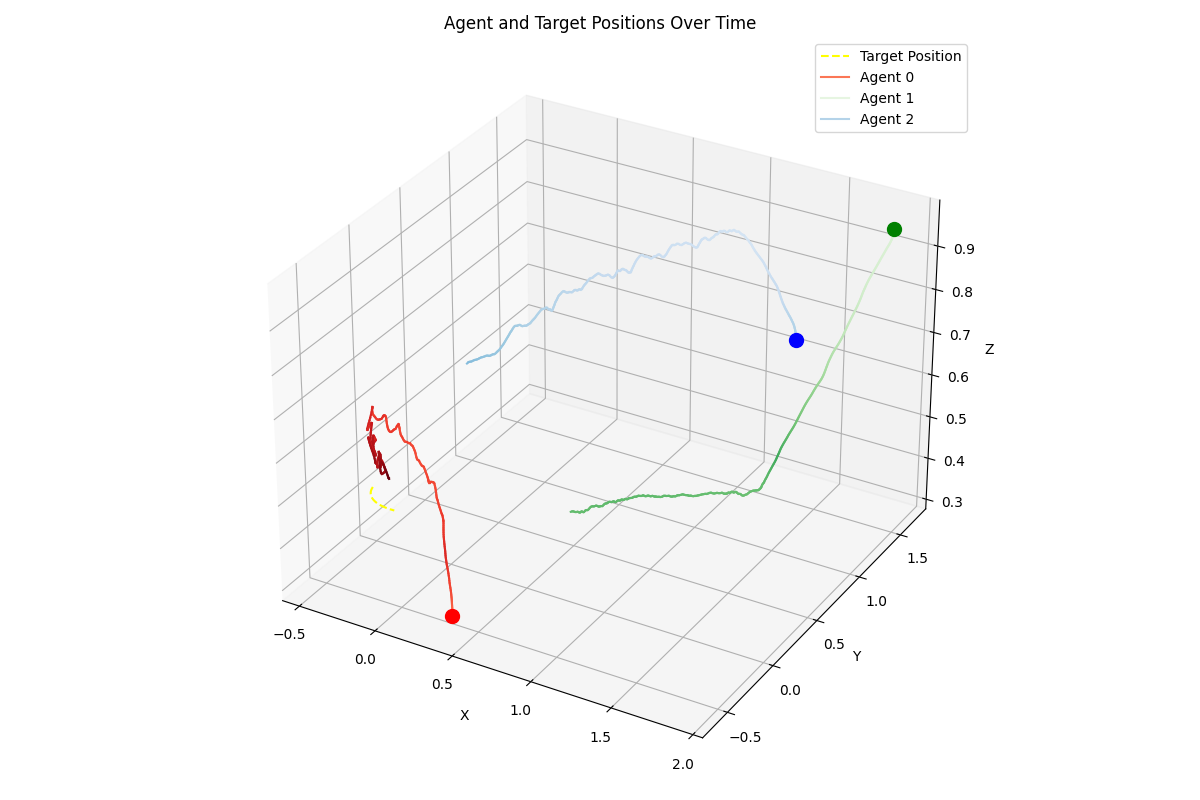 Agent and Target Positions Over Time
Target Position
Agent 0
Agent 1
Agent 2
0.9
0.8
0.7
0.6
0.5
0.4
0.3
Z
1.5
1.0
0.5
0.0
−0.5
Y
−0.5
0.0
0.5
1.0
1.5
2.0
X